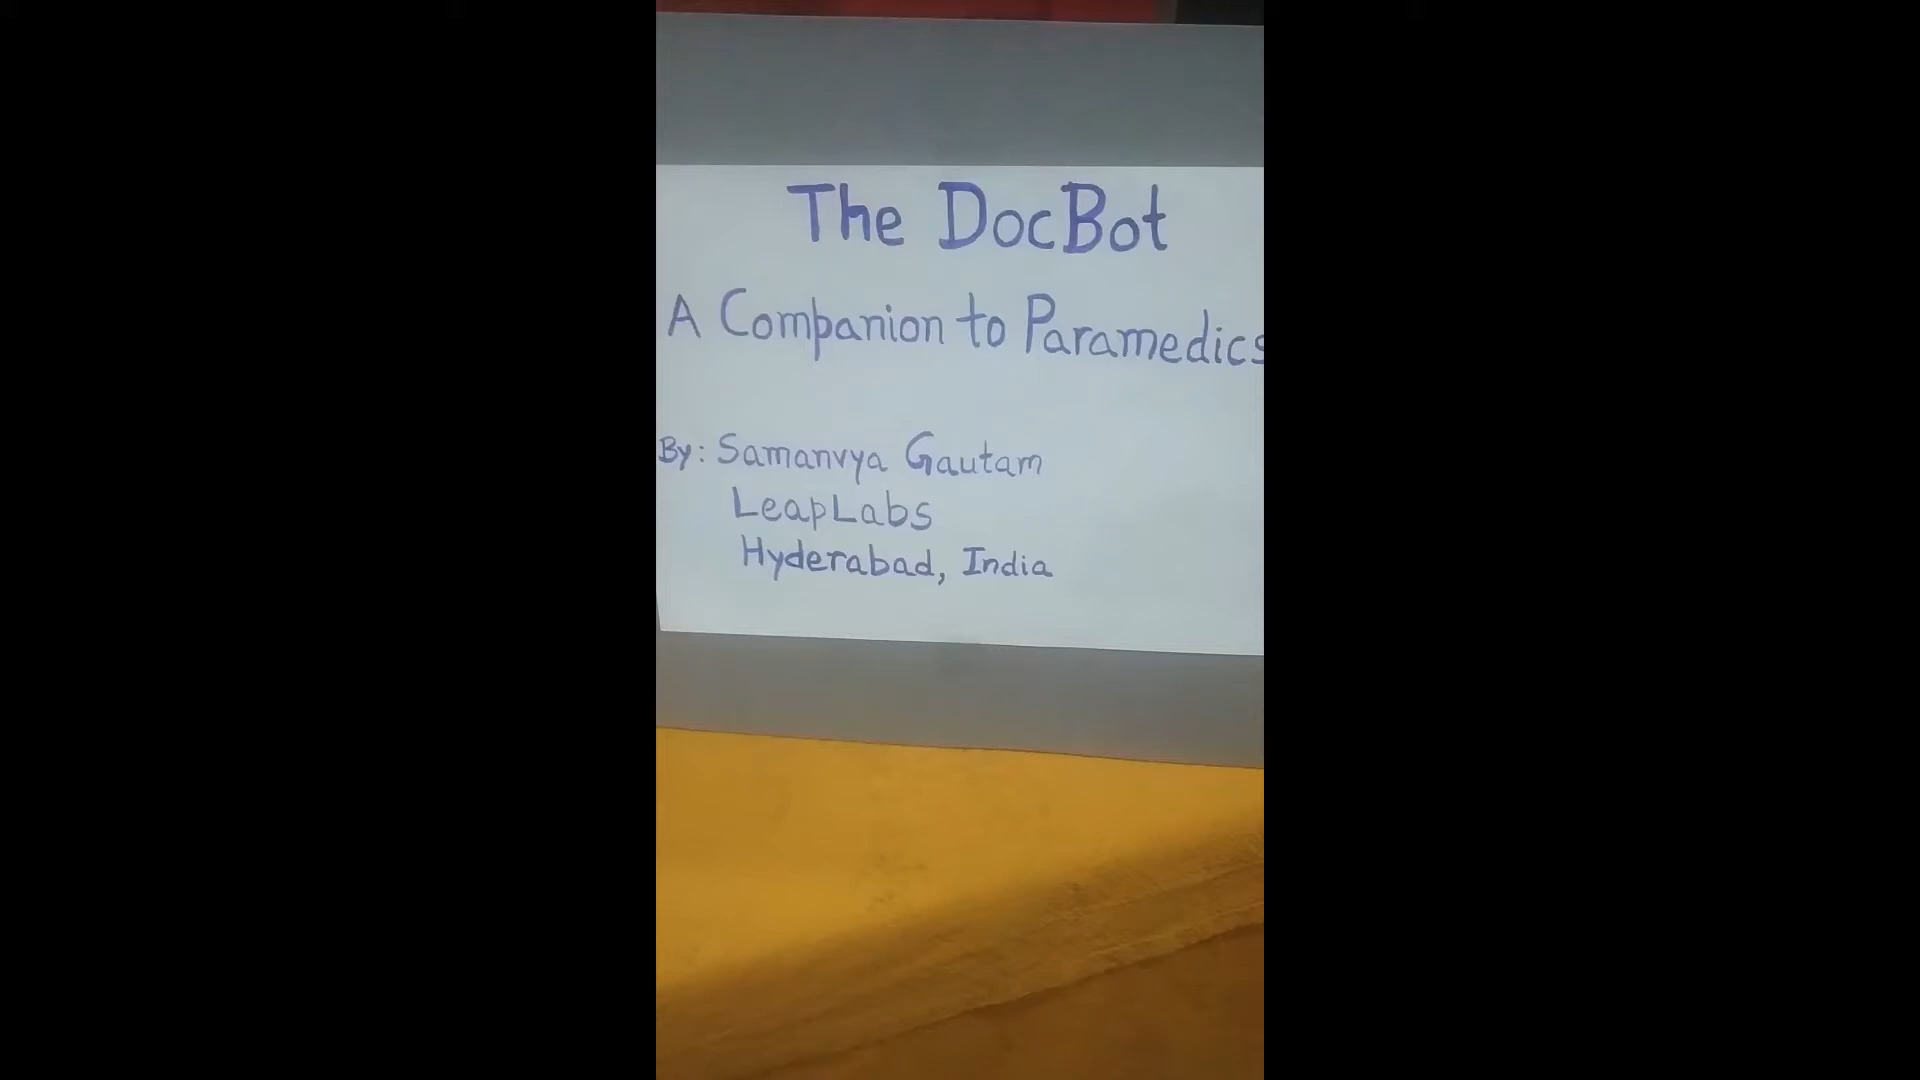 The DocBot
A Companion to Paramedics
By: Samanvya Gautam
LeapLabs
Hyderabad, India